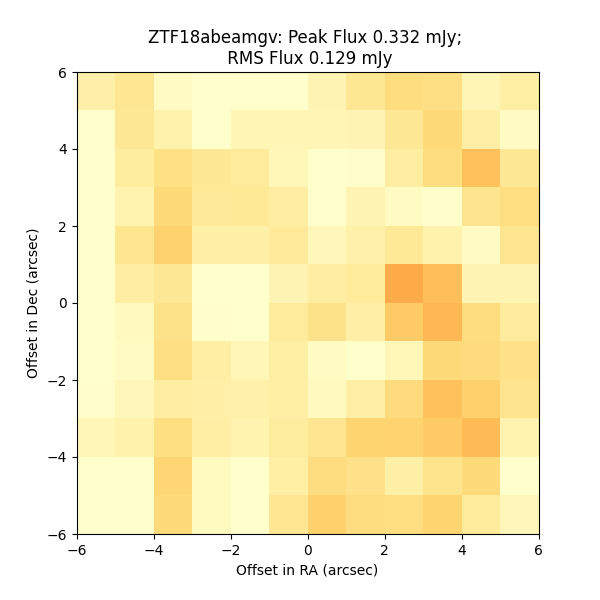 ZTF18abeamgv: Peak Flux 0.332 mJy;
RMS Flux 0.129 mJy
6
4
2
0
−2
−4
−6
Offset in Dec (arcsec)
−6 −4 −2 0 2 4 6
Offset in RA (arcsec)